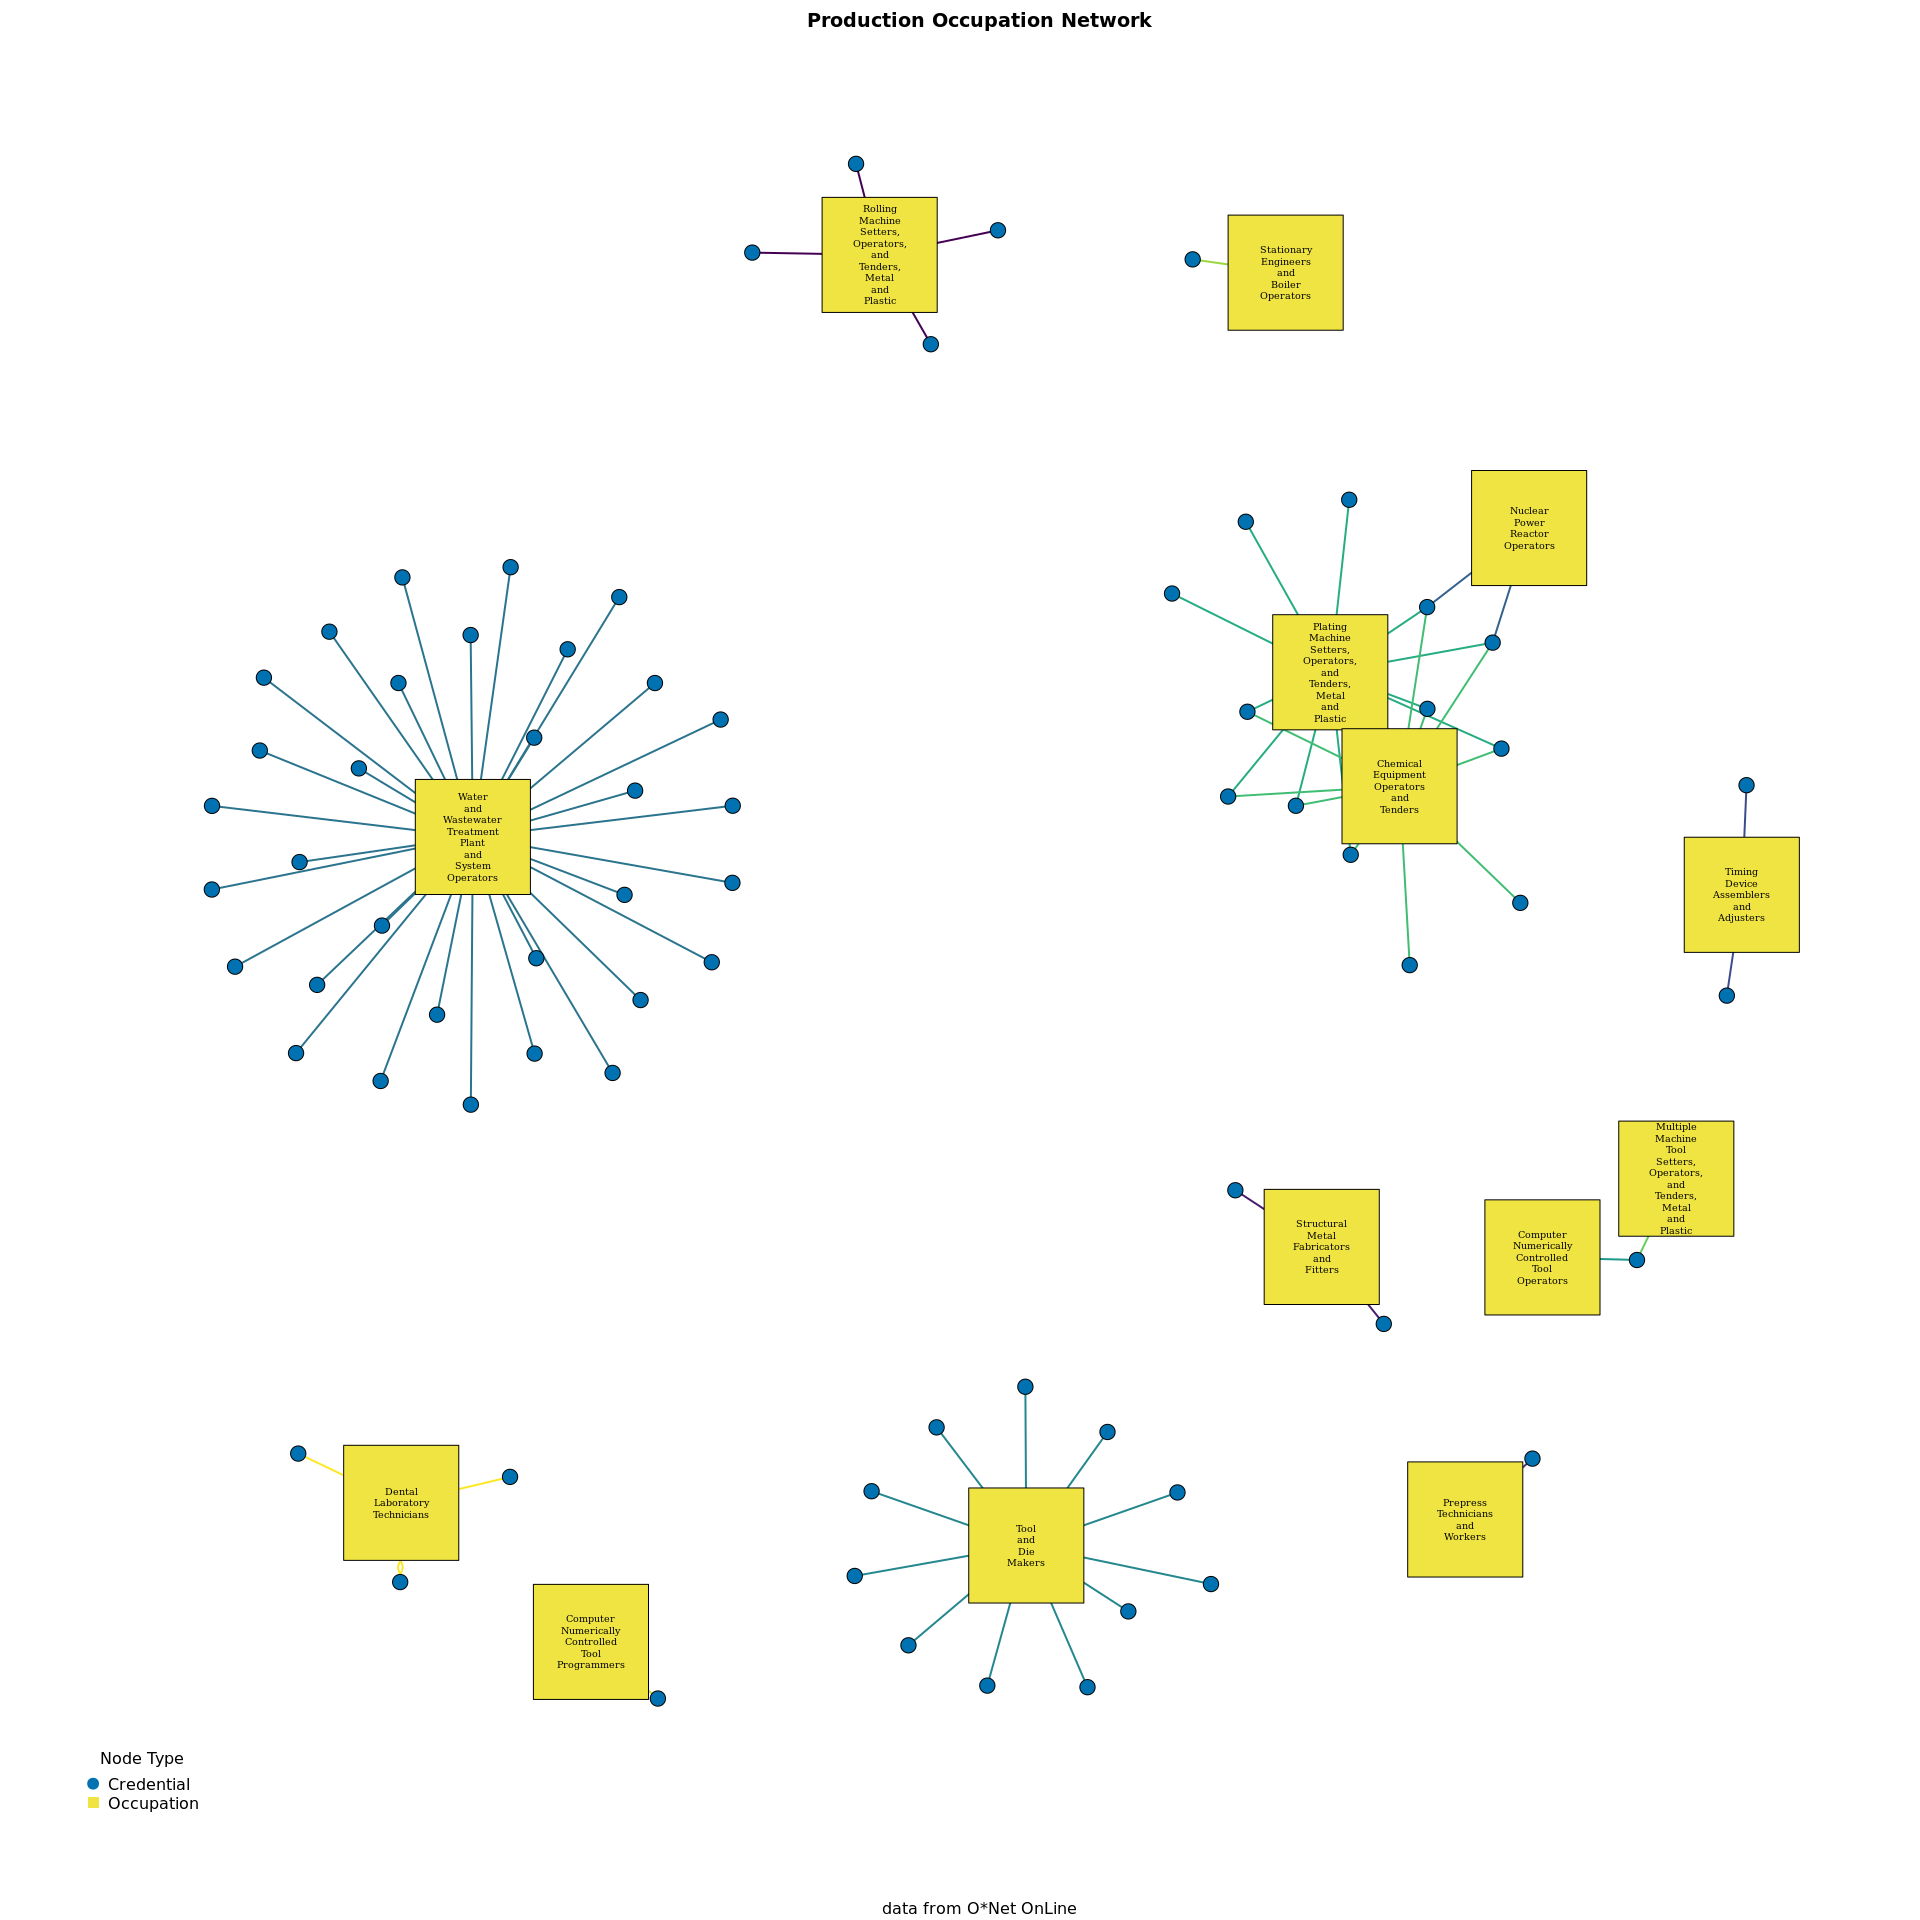 Production Occupation Network
Rolling
Machine
Setters,
Operators,
and
Tenders,
Metal
and
Plastic
Stationary
Engineers
and
Boiler
Operators
Nuclear
Power
Reactor
Operators
Plating
Machine
Setters,
Operators,
and
Tenders,
Metal
and
Plastic
Chemical
Equipment
Operators
and
Tenders
Water
and
Wastewater
Treatment
Plant
and
System
Operators
Timing
Device
Assemblers
and
Adjusters
Multiple
Machine
Tool
Setters,
Operators,
and
Tenders,
Metal
and
Plastic
Structural
Metal
Fabricators
and
Fitters
Computer
Numerically
Controlled
Tool
Operators
Dental
Laboratory
Technicians
Tool
and
Die
Makers
Prepress
Technicians
and
Workers
Computer
Numerically
Controlled
Tool
Programmers
Node Type
Credential
Occupation
data from O*Net OnLine